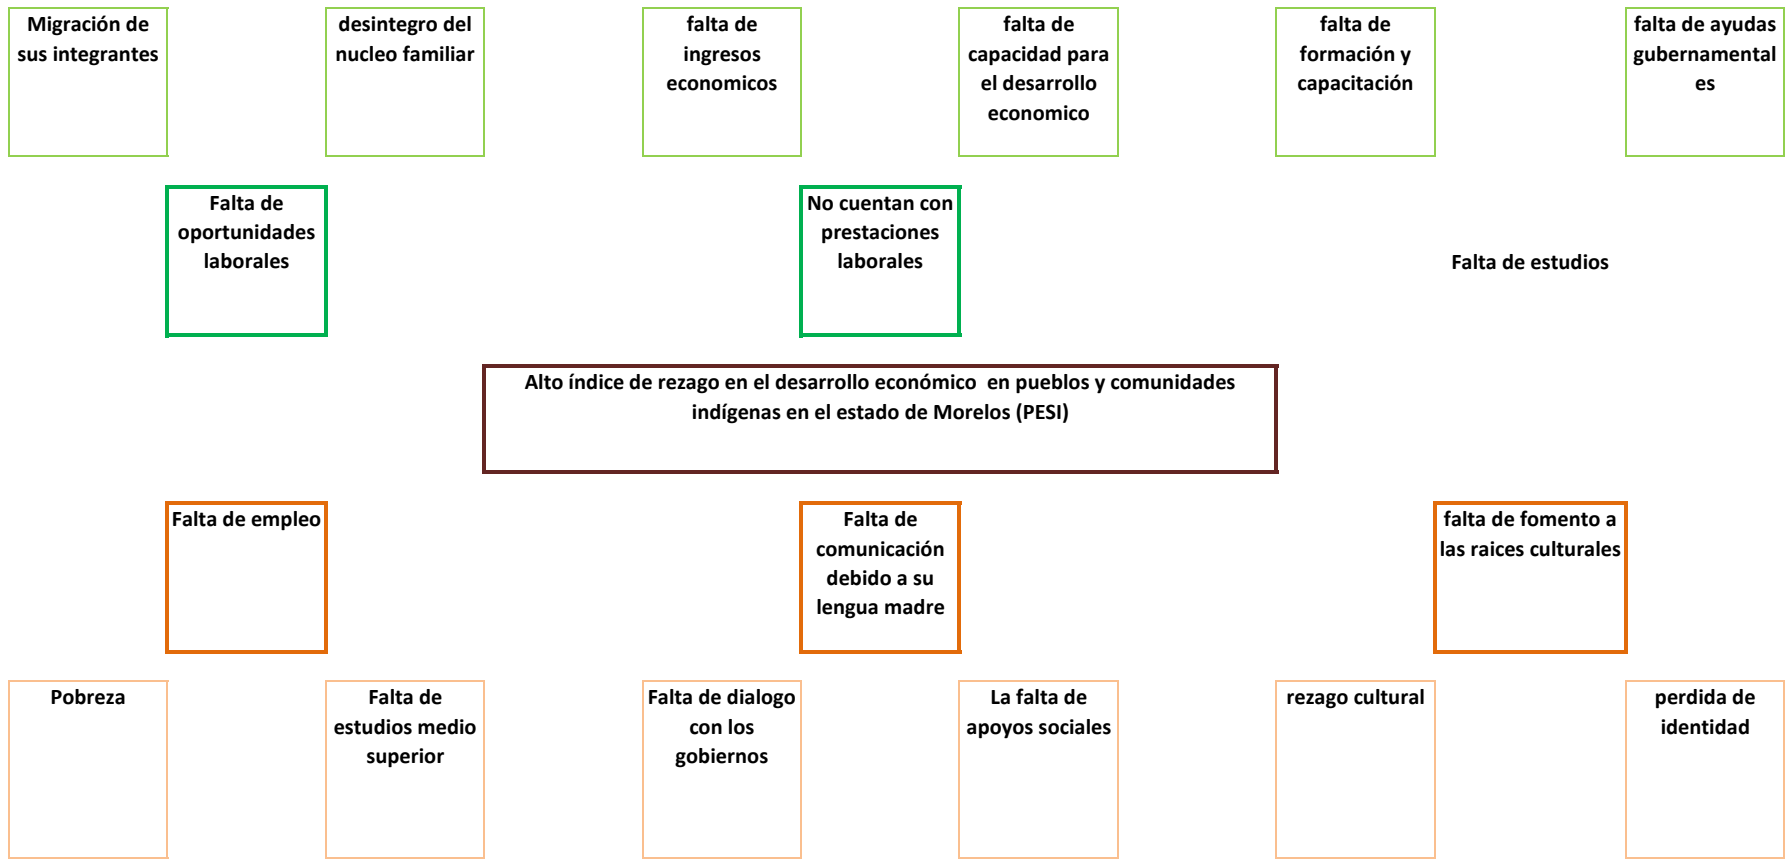 Migración de
sus integrantes
desintegro del
nucleo familiar
falta de
ingresos
economicos
falta de
capacidad para
el desarrollo
economico
falta de
formación y
capacitación
falta de ayudas
gubernamental
es
Falta de
oportunidades
laborales
No cuentan con
prestaciones
laborales
Falta de estudios
Alto índice de rezago en el desarrollo económico  en pueblos y comunidades
indígenas en el estado de Morelos (PESI)
Falta de empleo
Falta de
comunicación
debido a su
lengua madre
falta de fomento a
las raices culturales
Pobreza
Falta de
estudios medio
superior
Falta de dialogo
con los
gobiernos
La falta de
apoyos sociales
rezago cultural
perdida de
identidad